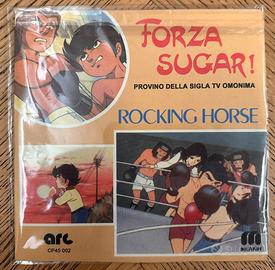 FORZA
SUGAR!
PROVINO DELLA SIGLA TV OMONIMA
ROCKING HORSE
arc
CP45 002